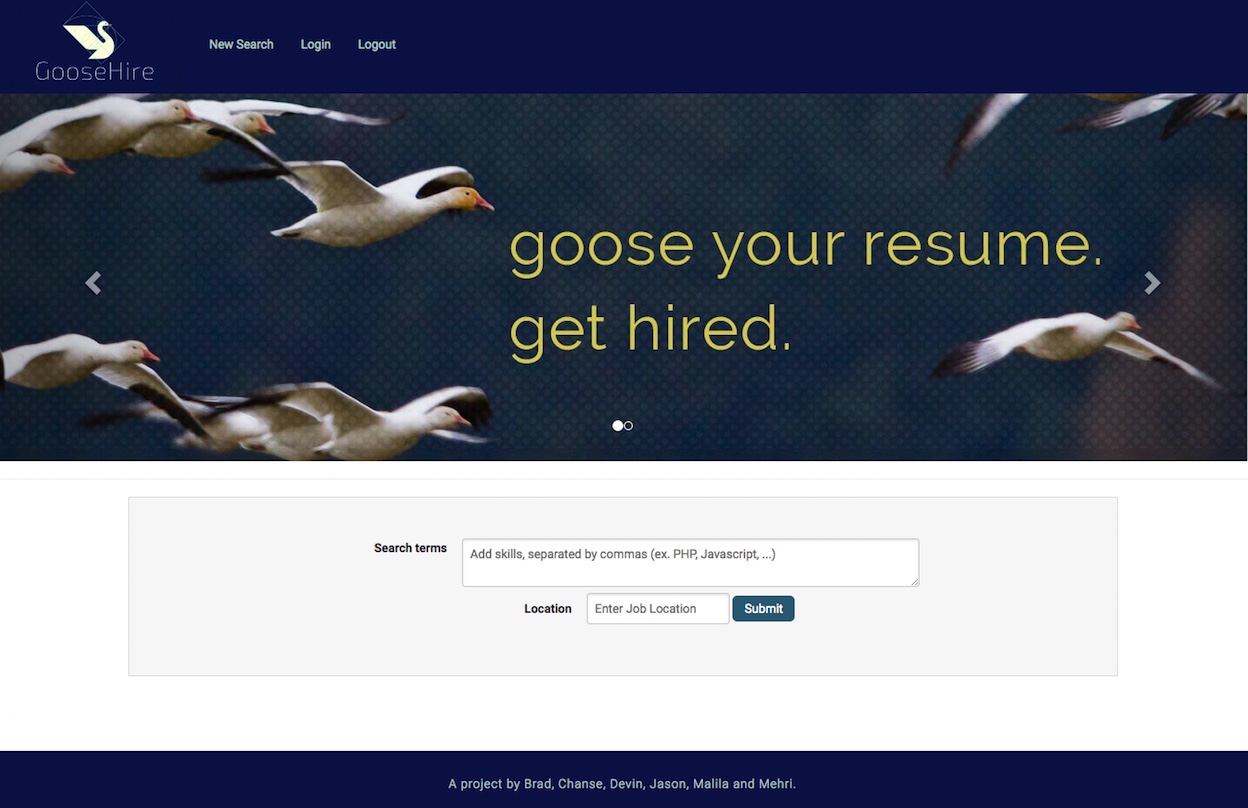 GooseHire
New Search Login Logout
goose your resume.
get hired.
Search terms
Add skills, separated by commas (ex. PHP, Javascript, ...)
Location
Enter Job Location
Submit
A project by Brad, Chanse, Devin, Jason, Malila and Mehri.